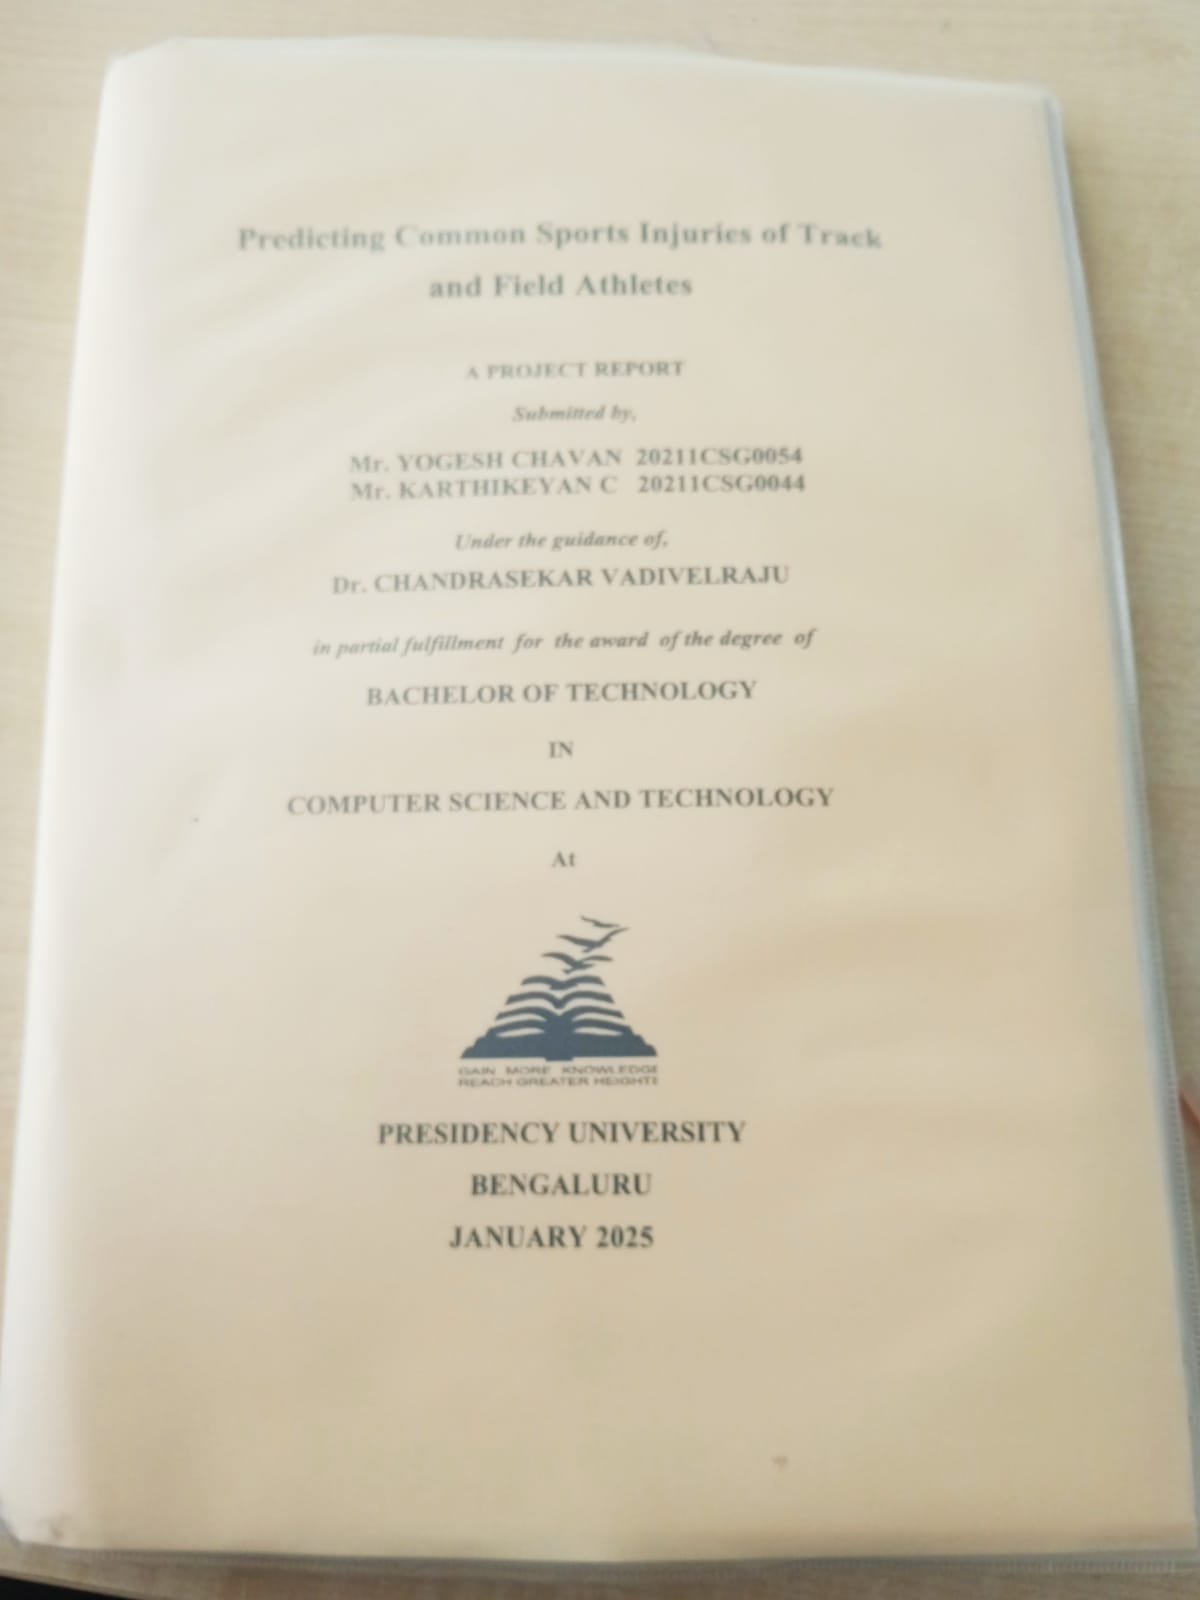 Predicting Common Sports Injuries of Track
and Field Athletes
A PROJECT REPORT
Submitted by,
Mr. YOGESH CHAVAN 20211CSG0054
Mr. KARTHIKEYAN C 20211CSG0044
Under the guidance of,
Dr. CHANDRASEKAR VADIVELRAJU
in partial fulfillment for the award of the degree of
BACHELOR OF TECHNOLOGY
IN
COMPUTER SCIENCE AND TECHNOLOGY
At
GAIN MORE KNOWLEDGE
REACH GREATER HEIGHTS
PRESIDENCY UNIVERSITY
BENGALURU
JANUARY 2025